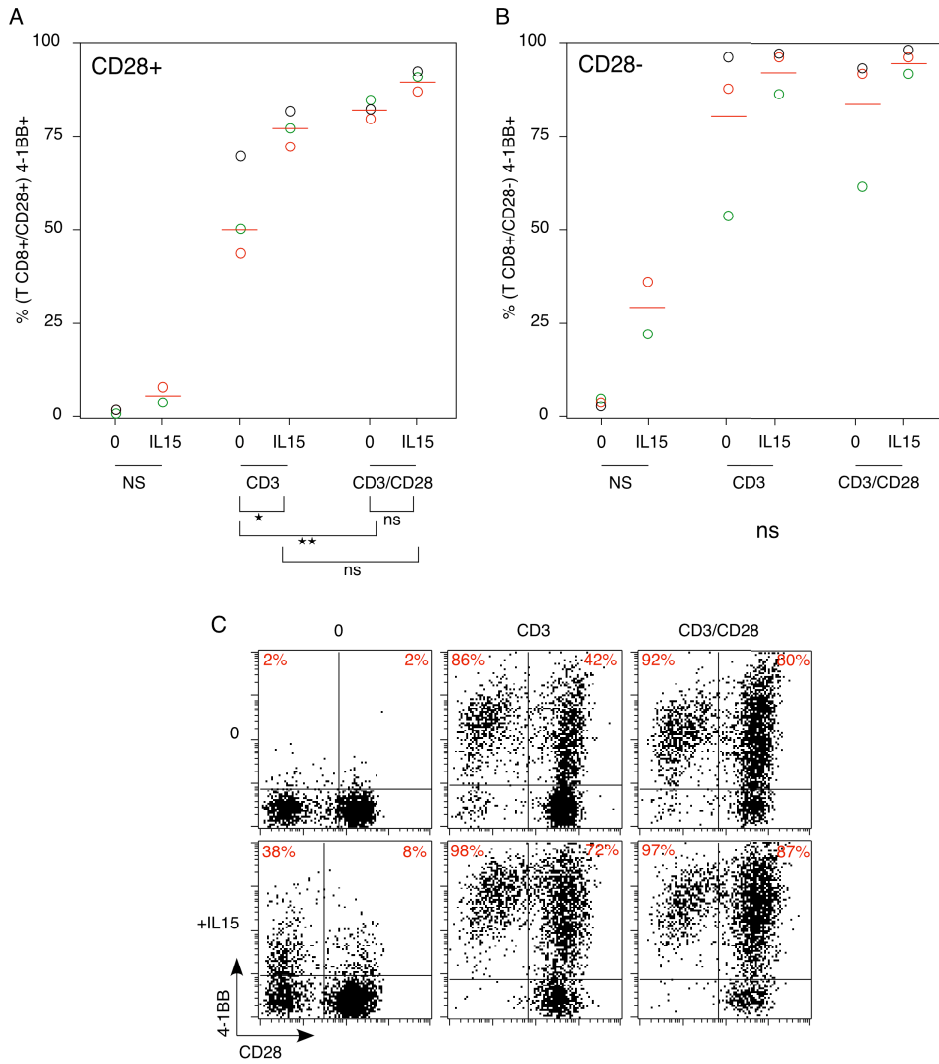 A
100
CD28+
75
50
25
0
% (T CD8+/CD28+) 4-1BB+
0 IL15 0 IL15 0 IL15
NS CD3 CD3/CD28
★ ns
★★
ns
B
100
CD28-
75
50
25
0
% (T CD8+/CD28-) 4-1BB+
0 IL15 0 IL15 0 IL15
NS CD3 CD3/CD28
ns
C
0 CD3 CD3/CD28
0
2% 2% 86% 42% 92% 80%
+IL15
38% 8% 98% 72% 97% 87%
4-1BB
CD28